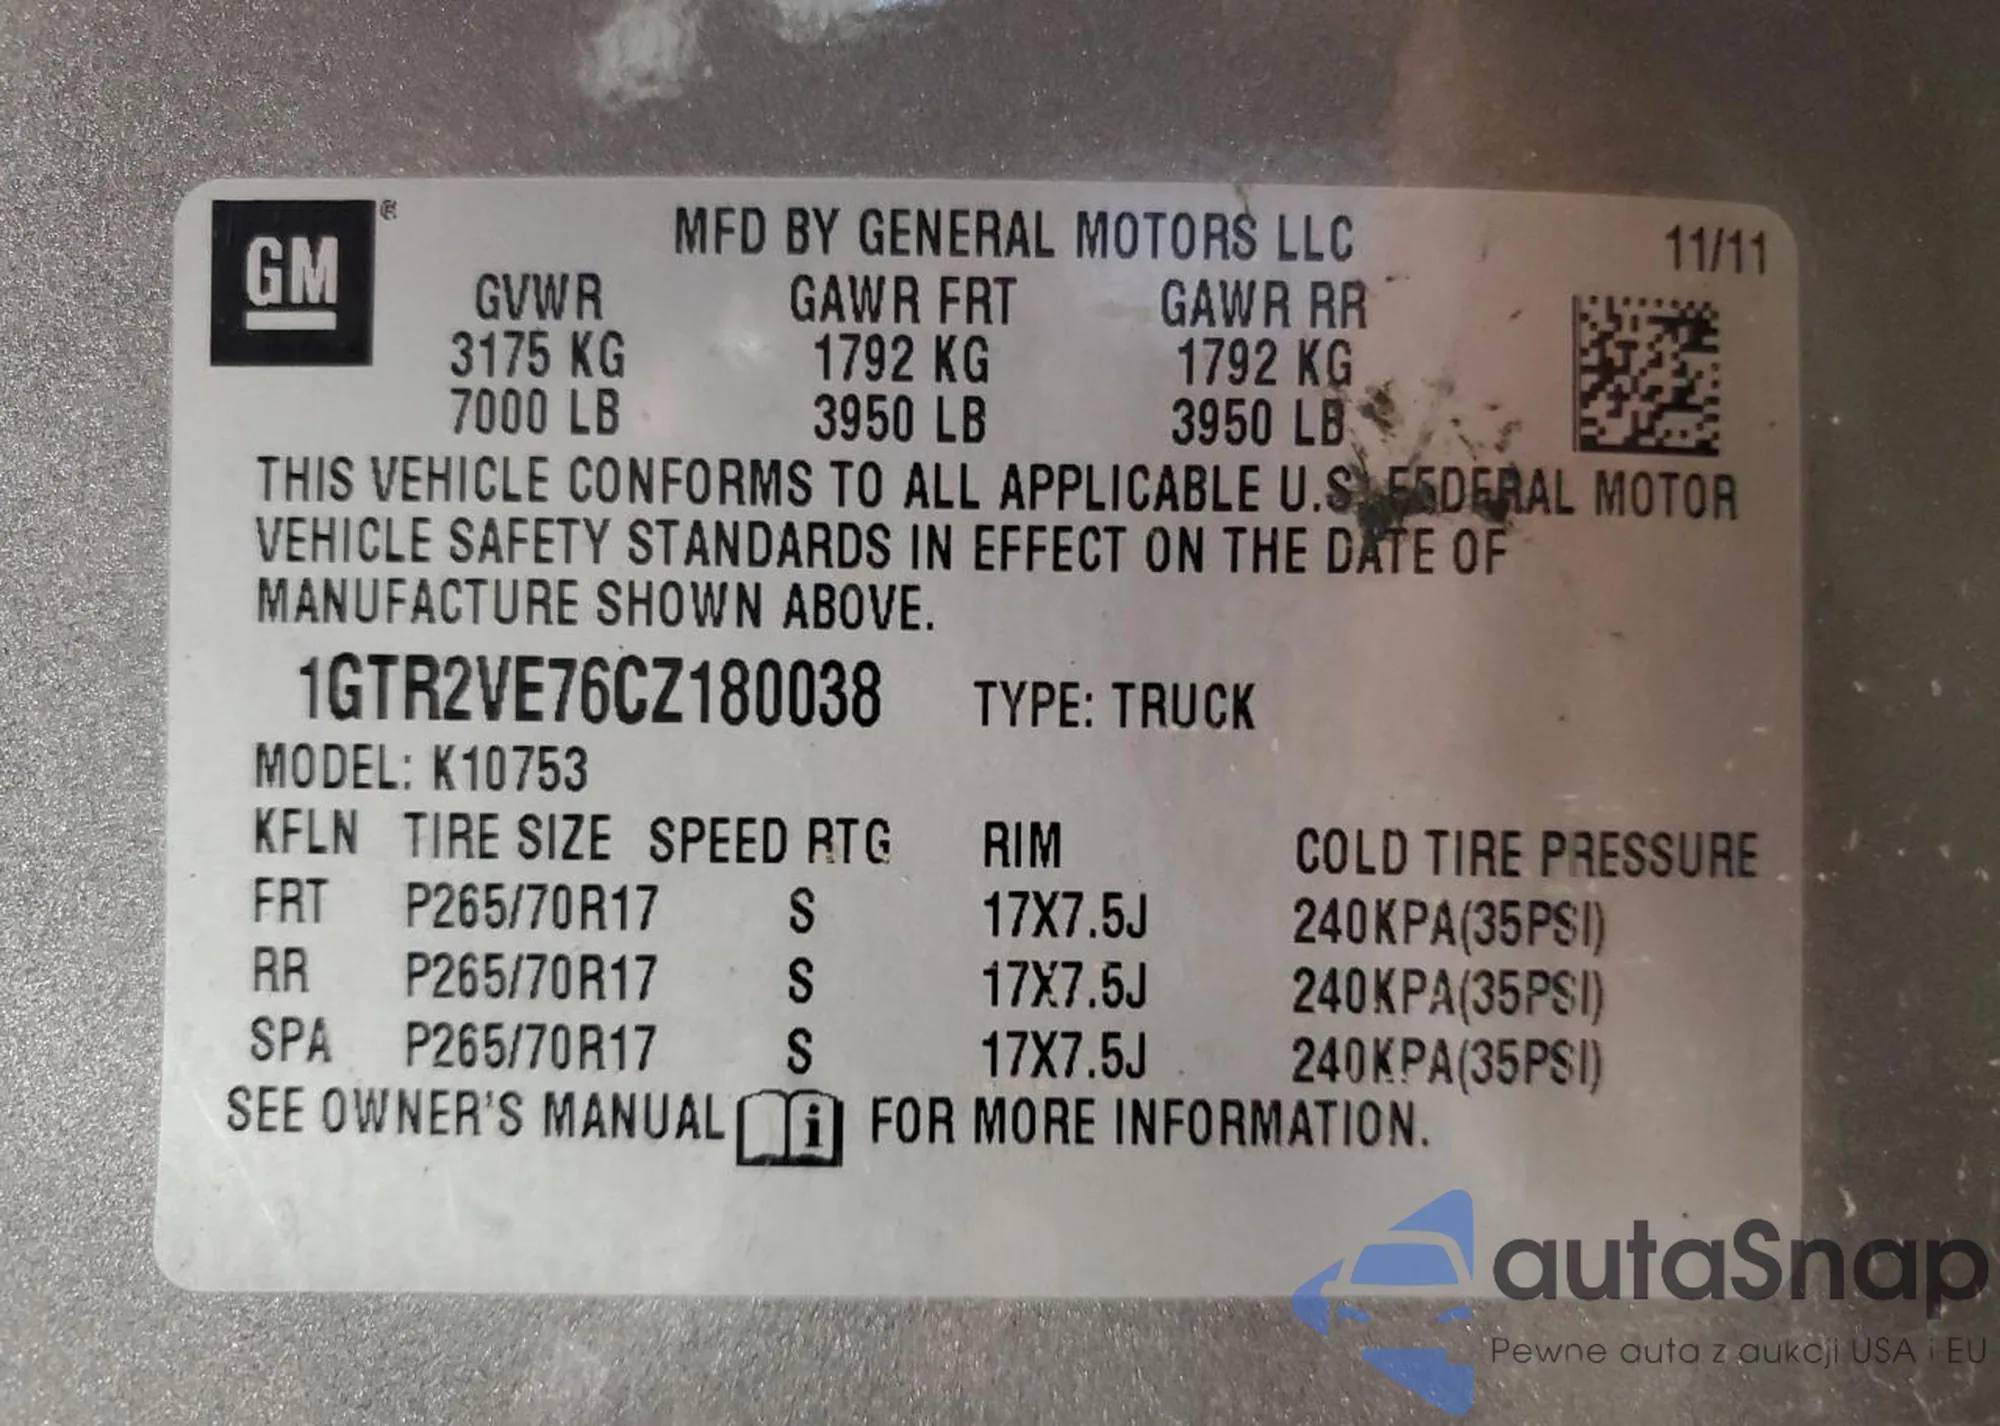 GM ®
MFD BY GENERAL MOTORS LLC 11/11
GVWR GAWR FRT GAWR RR
3175 KG 1792 KG 1792 KG
7000 LB 3950 LB 3950 LB
THIS VEHICLE CONFORMS TO ALL APPLICABLE U.S. FEDERAL MOTOR
VEHICLE SAFETY STANDARDS IN EFFECT ON THE DATE OF
MANUFACTURE SHOWN ABOVE.
1GTR2VE76CZ180038 TYPE: TRUCK
MODEL: K10753
KFLN TIRE SIZE SPEED RTG RIM COLD TIRE PRESSURE
FRT P265/70R17 S 17X7.5J 240KPA(35PSI)
RR P265/70R17 S 17X7.5J 240KPA(35PSI)
SPA P265/70R17 S 17X7.5J 240KPA(35PSI)
SEE OWNER'S MANUAL i FOR MORE INFORMATION.
autaSnap
Pewne auta z aukcji USA i EU